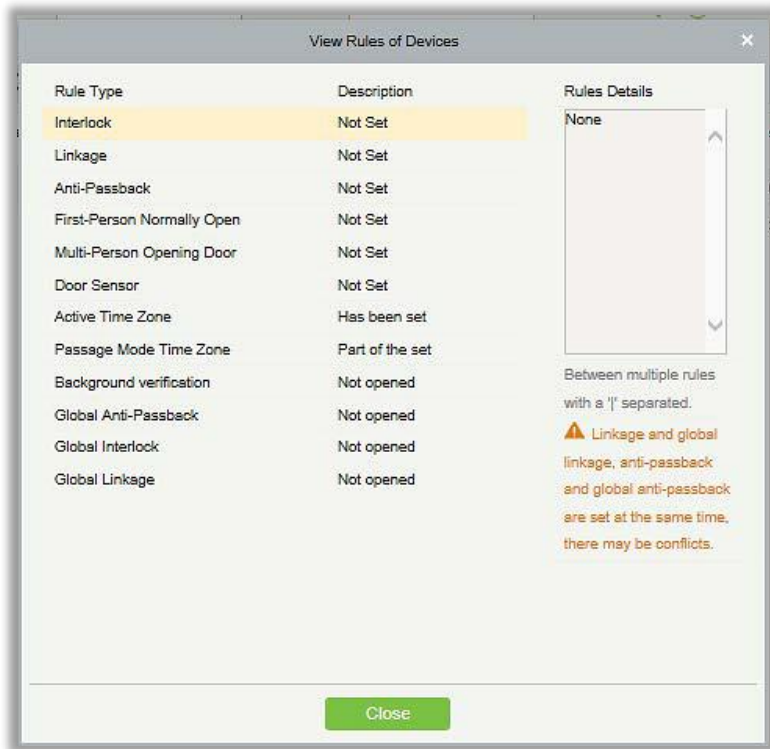 View Rules of Devices
Rule Type Description Rules Details
Interlock Not Set None
Linkage Not Set
Anti-Passback Not Set
First-Person Normally Open Not Set
Multi-Person Opening Door Not Set
Door Sensor Not Set
Active Time Zone Has been set
Passage Mode Time Zone Part of the set
Background verification Not opened
Global Anti-Passback Not opened
Global Interlock Not opened
Global Linkage Not opened
Between multiple rules
with a '|' separated.
Linkage and global
linkage, anti-passback
and global anti-passback
are set at the same time,
there may be conflicts.
Close